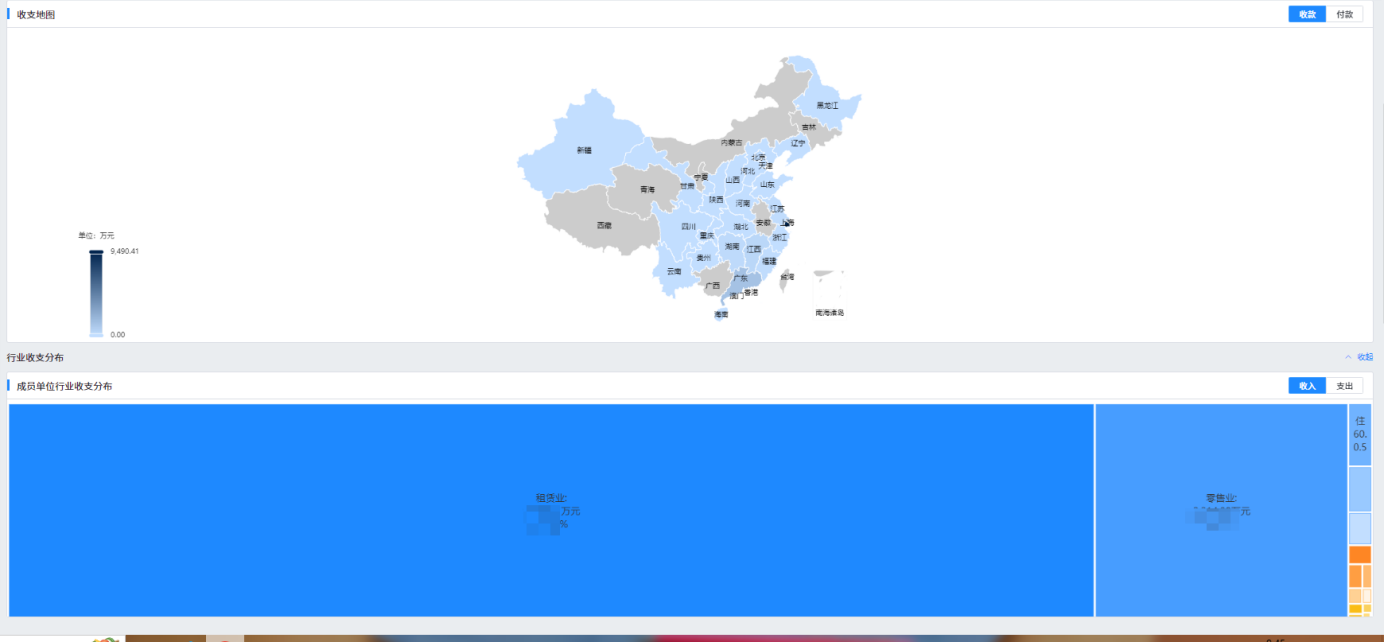 收支地图
收款 付款
黑龙江
吉林
内蒙古
辽宁
新疆
北京
天津
河北
宁夏
山西
甘肃
青海
山东
陕西
河南
江苏
西藏
四川
湖北
安徽
上海
重庆
浙江
湖南
江西
贵州
福建
云南
广东
台湾
广西
澳门
香港
海南
南海诸岛
单位：万元
9,490.41
0.00
行业收支分布
收起
成员单位行业收支分布
收入 支出
租赁业:
万元
%
零售业:
万元
住
60.
0.5